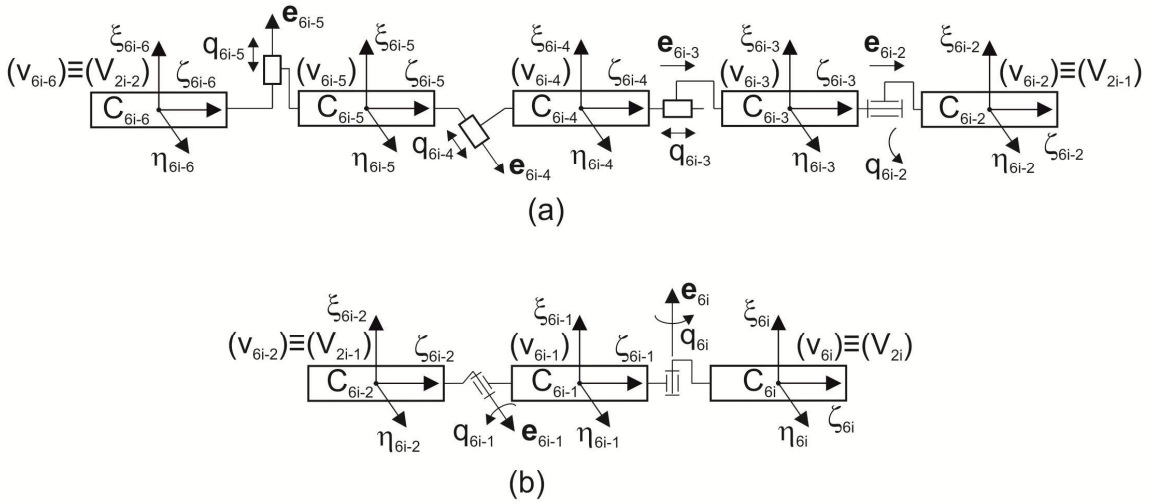 e6i-5
ξ6i-6 q6i-5 ξ6i-5 ξ6i-4 e6i-3 ξ6i-3 e6i-2 ξ6i-2
(v6i-6)≡(V2i-2) ζ6i-6 (v6i-5) ζ6i-5 (v6i-4) ζ6i-4 (v6i-3) ζ6i-3 (v6i-2)≡(V2i-1)
C6i-6 C6i-5 C6i-4 C6i-3 C6i-2
η6i-6 η6i-5 q6i-4 e6i-4 η6i-4 q6i-3 η6i-3 q6i-2 η6i-2 ζ6i-2
(a)
e6i
ξ6i-2 ξ6i-1 q6i ξ6i
(v6i-2)≡(V2i-1) ζ6i-2 (v6i-1) ζ6i-1 (v6i)≡(V2i)
C6i-2 C6i-1 C6i
η6i-2 q6i-1 e6i-1 η6i-1 η6i ζ6i
(b)